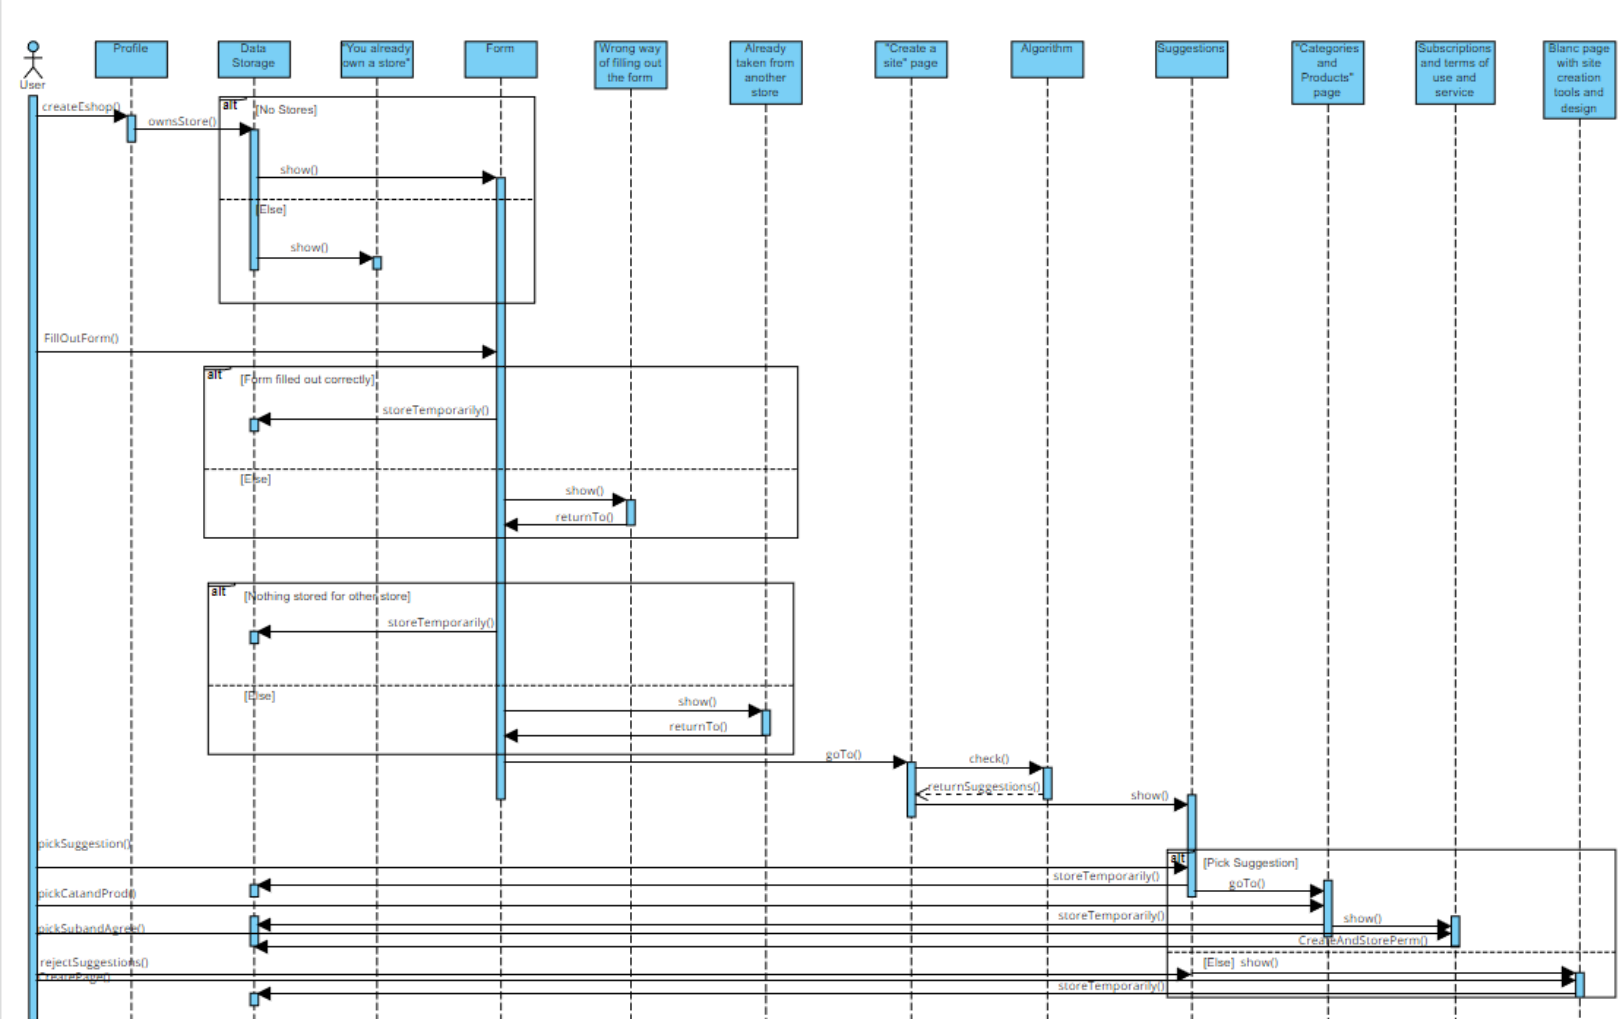 User
Profile
Data
Storage
"You already
own a store"
Form
Wrong way
of filling out
the form
Already
taken from
another
store
"Create a
site" page
Algorithm
Suggestions
"Categories
and
Products"
page
Subscriptions
and terms of
use and
service
Blanc page
with site
creation
tools and
design
createEshop()
alt
[No Stores]
ownsStore()
show()
[Else]
show()
FillOutForm()
alt
[Form filled out correctly]
storeTemporarily()
[Else]
show()
returnTo()
alt
[Nothing stored for other store]
storeTemporarily()
[Else]
show()
returnTo()
goTo()
check()
returnSuggestions()
show()
pickSuggestion()
alt
[Pick Suggestion]
storeTemporarily()
goTo()
pickCatandProd()
storeTemporarily()
show()
pickSubandAgree()
CreateAndStorePerm()
rejectSuggestions()
[Else]
show()
CreatePage()
storeTemporarily()